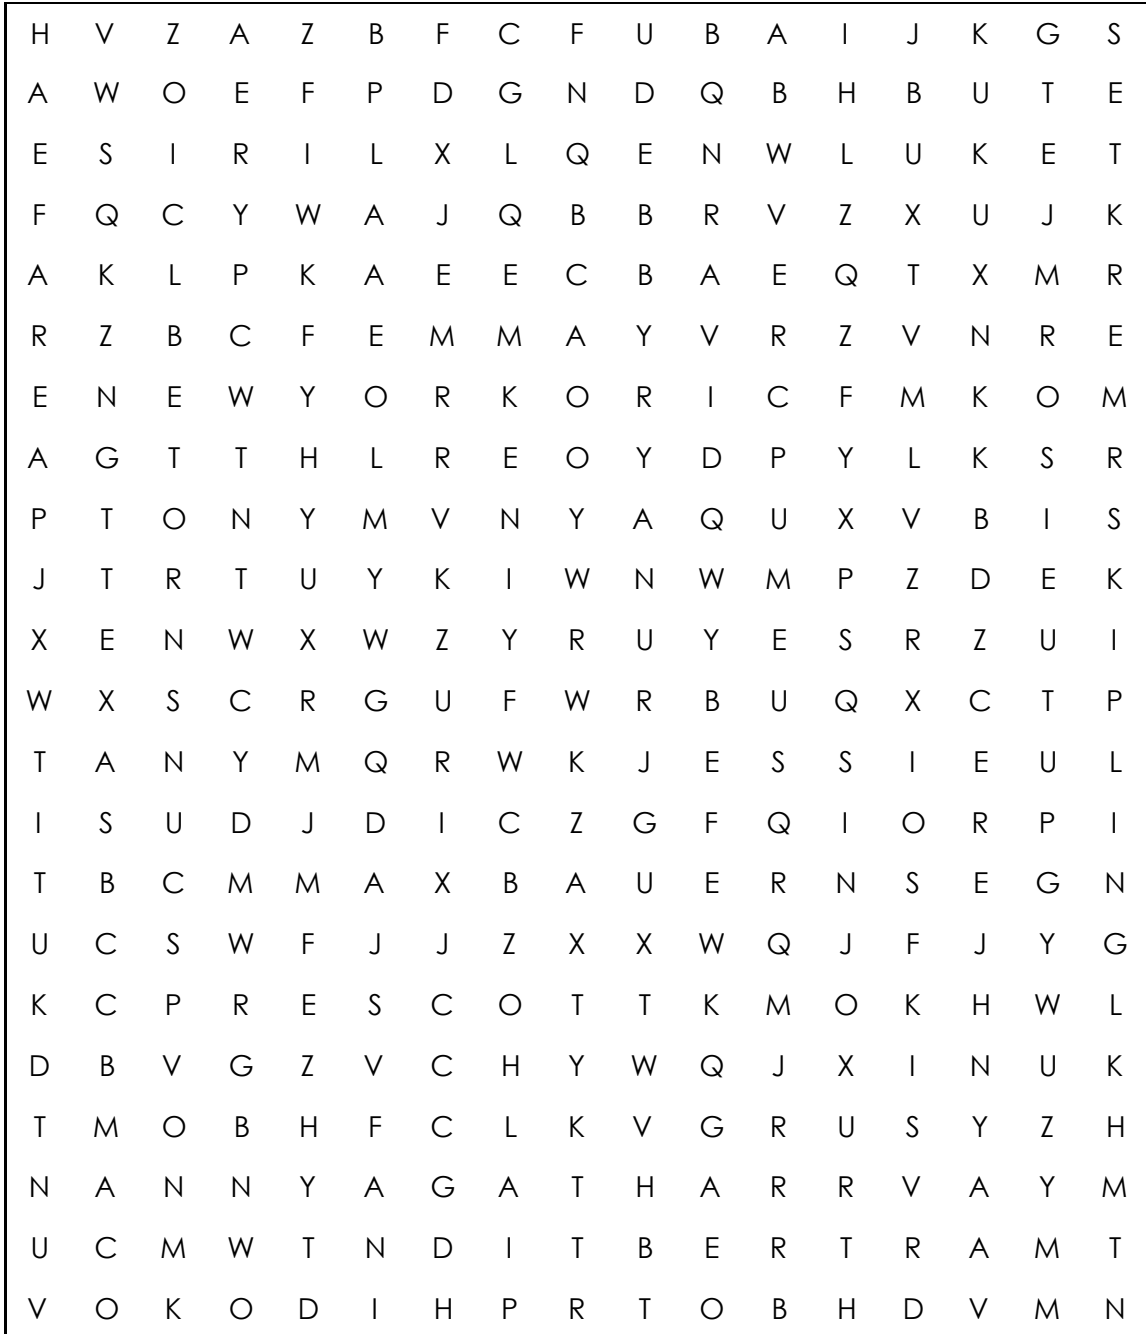 H V Z A Z B F C F U B A I J K G S
A W O E F P D G N D Q B H B U T E
E S I R I L X L Q E N W L U K E T
F Q C Y W A J Q B B R V Z X U J K
A K L P K A E E C B A E Q T X M R
R Z B C F E M M A Y V R Z V N R E
E N E W Y O R K O R I C F M K O M
A G T T H L R E O Y D P Y L K S R
P T O N Y M V N Y A Q U X V B I S
J T R T U Y K I W N W M P Z D E K
X E N W X W Z Y R U Y E S R Z U I
W X S C R G U F W R B U Q X C T P
T A N Y M Q R W K J E S S I E U L
I S U D J D I C Z G F Q I O R P I
T B C M M A X B A U E R N S E G N
U C S W F J J Z X X W Q J F J Y G
K C P R E S C O T T K M O K H W L
D B V G Z V C H Y W Q J X I N U K
T M O B H F C L K V G R U S Y Z H
N A N N Y A G A T H A R R V A Y M
U C M W T N D I T B E R T R A M T
V O K O D I H P R T O B H D V M N